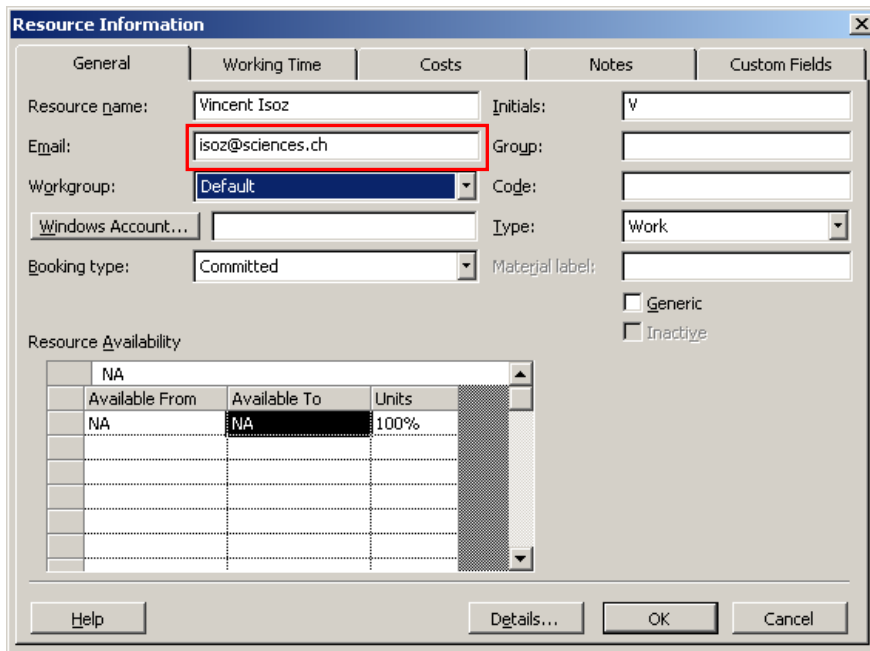 Resource Information
General Working Time Costs Notes Custom Fields
Resource name: Vincent Isoz Initials: V
Email: isoz@sciences.ch Group:
Workgroup: Default Code:
Windows Account... Type: Work
Booking type: Committed Material label:
Generic
Inactive
Resource Availability
NA
Available From Available To Units
NA NA 100%
Help Details... OK Cancel